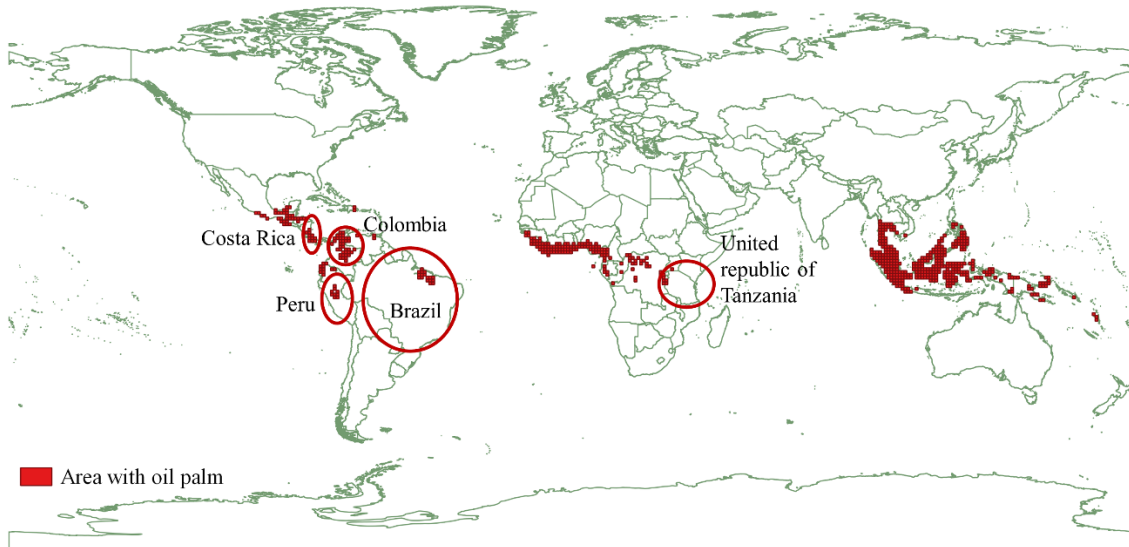 Costa Rica
Colombia
Peru
Brazil
United
republic of
Tanzania
Area with oil palm